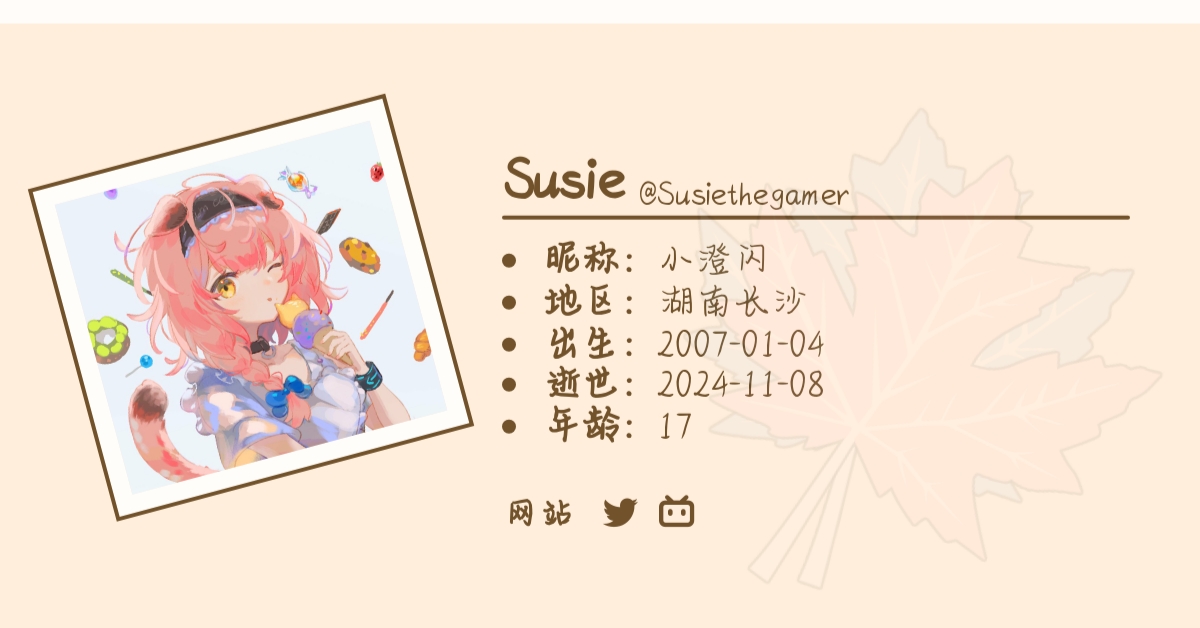 Susie @Susiethegamer
昵称：小澄闪
地区：湖南长沙
出生：2007-01-04
逝世：2024-11-08
年龄：17
网站